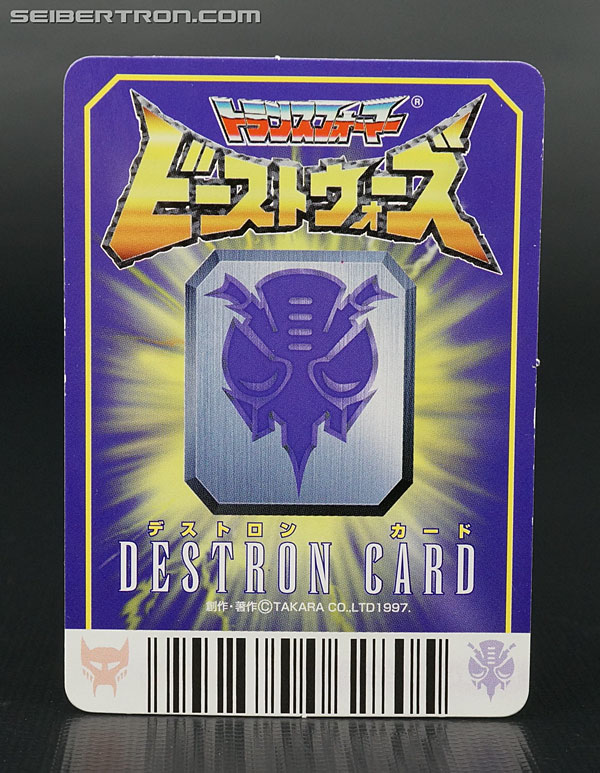 SEIBERTRON.COM
トランスフォーマー®
ビーストウォーズ
デストロン カード
DESTRON CARD
創作・著作©TAKARA CO.,LTD1997.